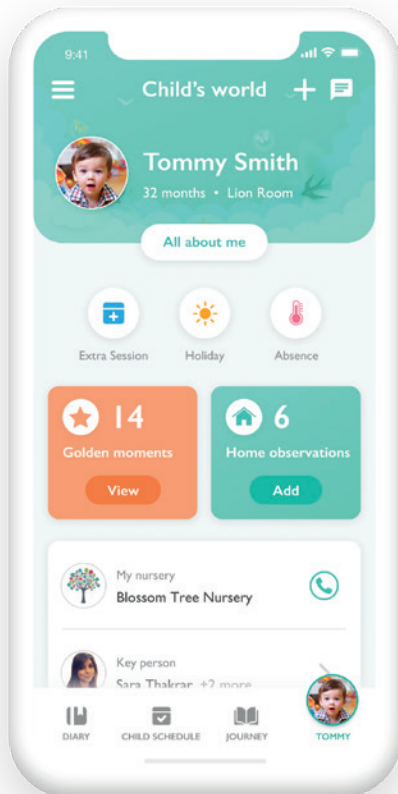 9:41
Child's world
Tommy Smith
32 months • Lion Room
All about me
Extra Session
Holiday
Absence
14
Golden moments
View
6
Home observations
Add
My nursery
Blossom Tree Nursery
Key person
Sara Thakrar +2 more
DIARY
CHILD SCHEDULE
JOURNEY
TOMMY